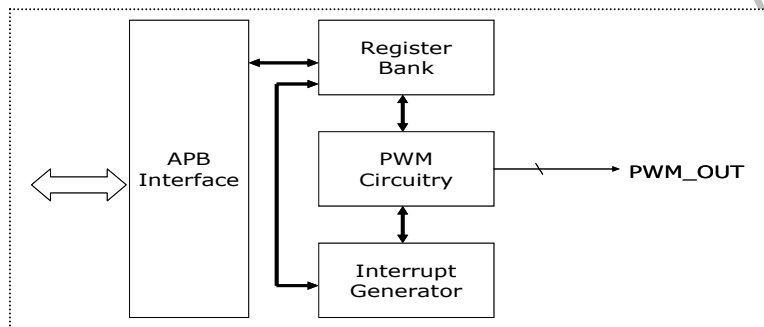 Register
Bank
APB
Interface
PWM
Circuitry
PWM_OUT
Interrupt
Generator